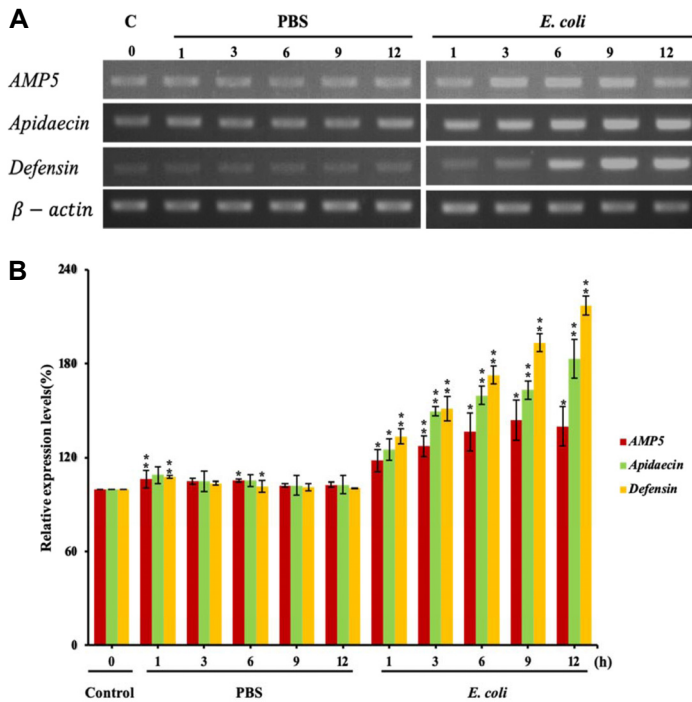 A
C PBS E. coli
0 1 3 6 9 12 1 3 6 9 12
AMP5
Apidaecin
Defensin
β − actin
B
Relative expression levels(%)
240
180
120
60
0
** ** * * * * ** ** ** ** * ** ** * ** ** * ** **
AMP5
Apidaecin
Defensin
0 1 3 6 9 12 1 3 6 9 12 (h)
Control PBS E. coli